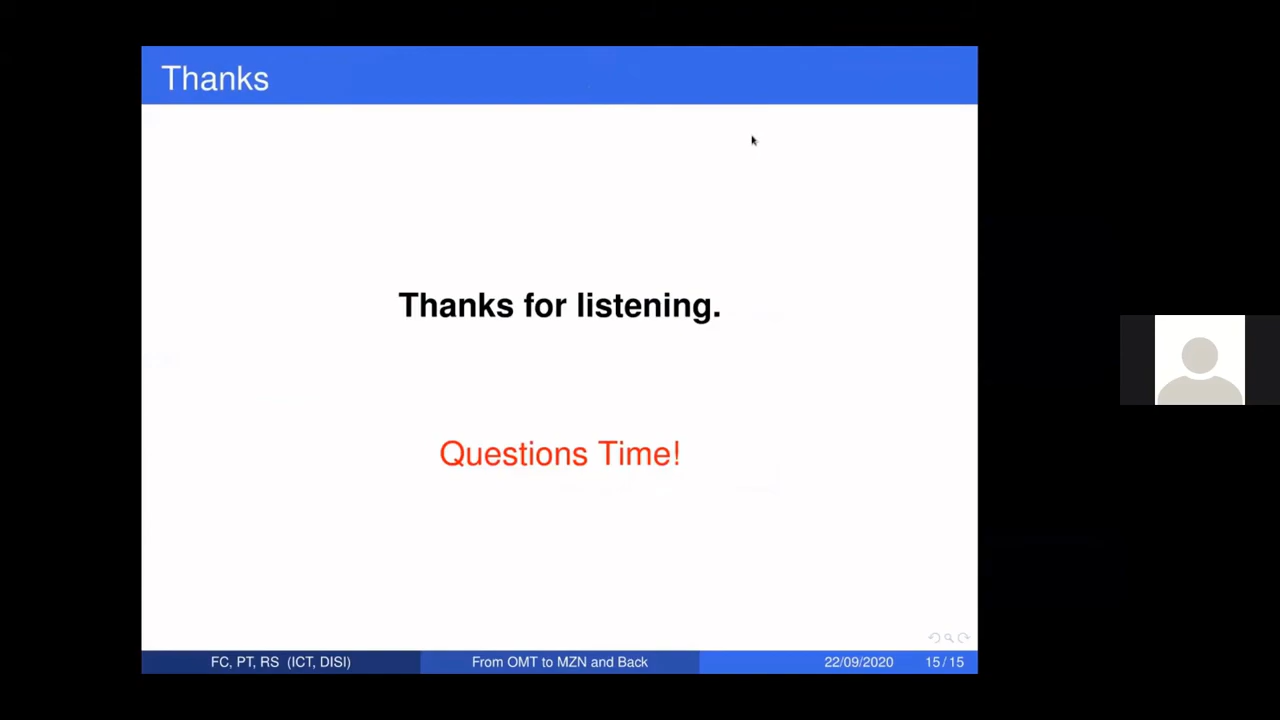 Thanks
Thanks for listening.
Questions Time!
FC, PT, RS (ICT, DISI)
From OMT to MZN and Back
22/09/2020
15 / 15